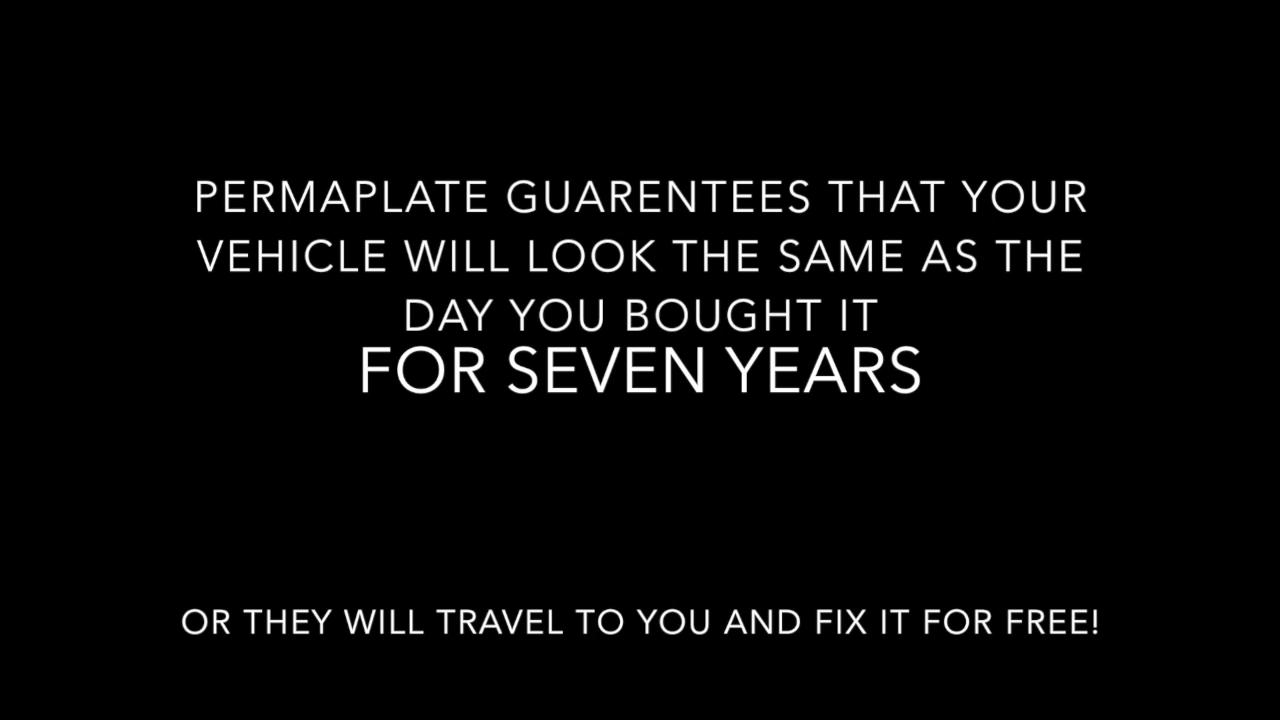 PERMAPLATE GUARENTEES THAT YOUR
VEHICLE WILL LOOK THE SAME AS THE
DAY YOU BOUGHT IT
FOR SEVEN YEARS
OR THEY WILL TRAVEL TO YOU AND FIX IT FOR FREE!